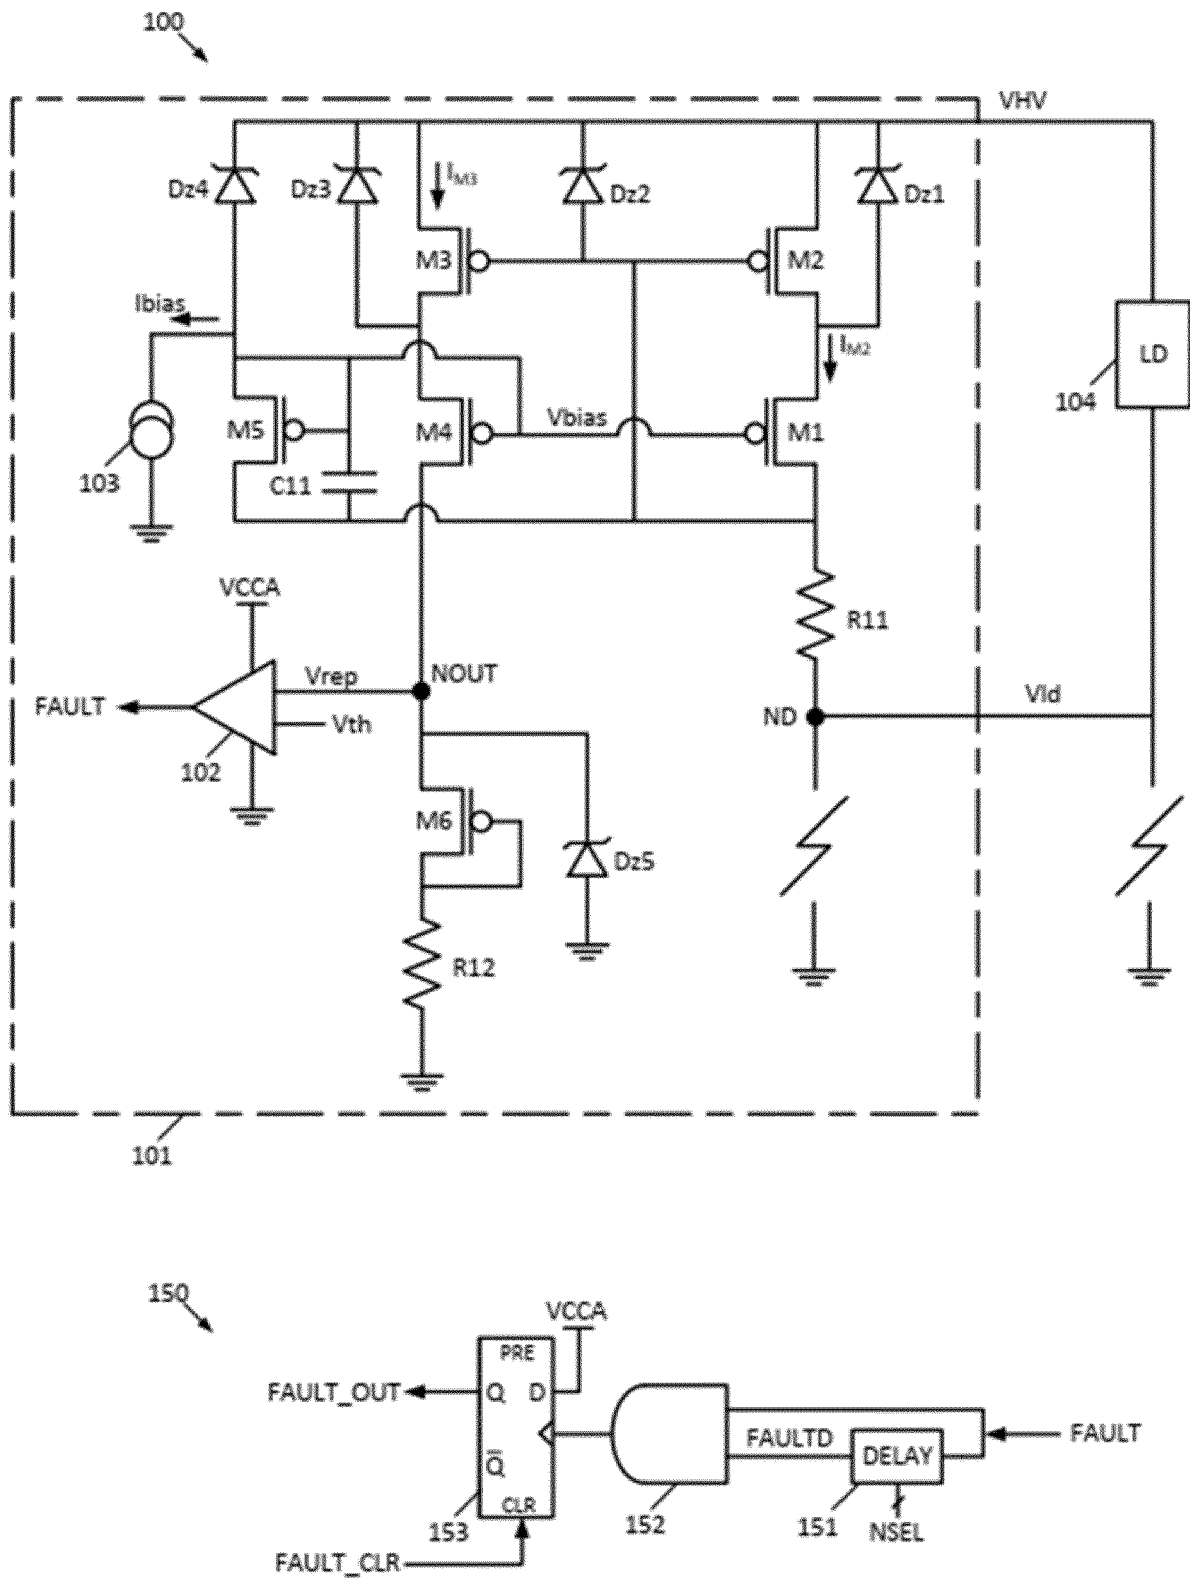 100
VHV
Dz4
Dz3
IM3
Dz2
Dz1
M3
M2
Ibias
IM2
LD
104
M5
M4
Vbias
M1
103
C11
VCCA
R11
Vrep
NOUT
FAULT
Vth
ND
Vld
102
M6
Dz5
R12
101
150
VCCA
PRE
FAULT_OUT
Q
D
FAULTD
DELAY
FAULT
Q̅
CLR
153
152
151
NSEL
FAULT_CLR